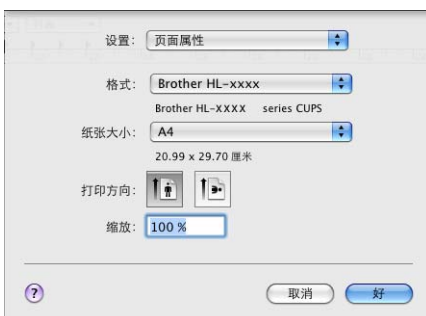 设置： 页面属性
格式： Brother HL-xxxx
Brother HL-XXXX series CUPS
纸张大小： A4
20.99 x 29.70 厘米
打印方向：
缩放： 100 %
? 取消 好